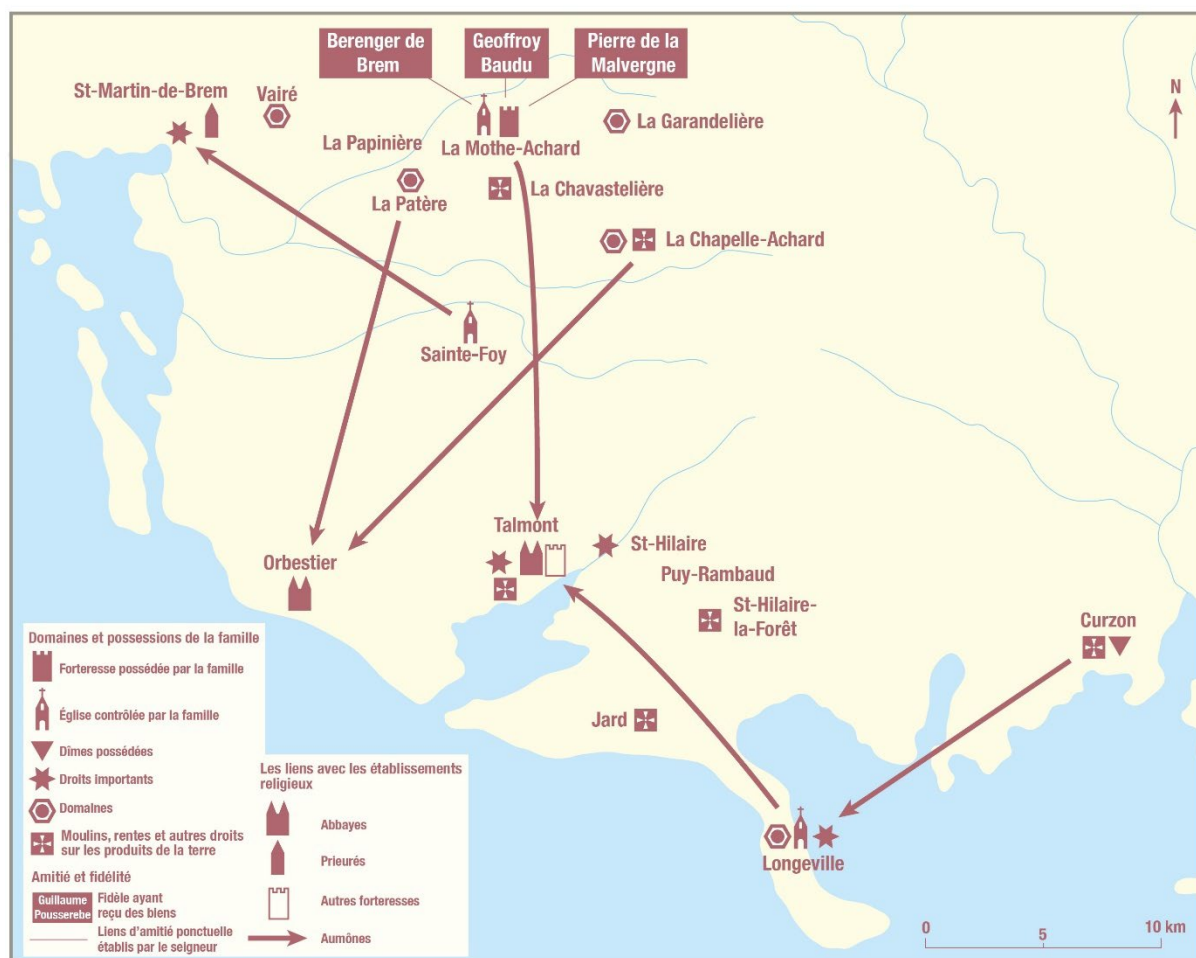 Berenger de
Brem
Geoffroy
Baudu
Pierre de la
Malvergne
N
St-Martin-de-Brem
Vairé
La Papinière
La Mothe-Achard
La Garandelière
La Patère
La Chavastelière
La Chapelle-Achard
Sainte-Foy
Talmont
St-Hilaire
Orbestier
Puy-Rambaud
St-Hilaire-
la-Forêt
Curzon
Jard
Longeville
Domaines et possessions de la famille
Forteresse possédée par la famille
Église contrôlée par la famille
Dîmes possédées
Droits importants
Domaines
Moulins, rentes et autres droits
sur les produits de la terre
Amitié et fidélité
Guillaume
Pousserebe
Fidèle ayant
reçu des biens
Liens d'amitié ponctuelle
établis par le seigneur
Les liens avec les établissements
religieux
Abbayes
Prieurés
Autres forteresses
Aumônes
0
5
10 km